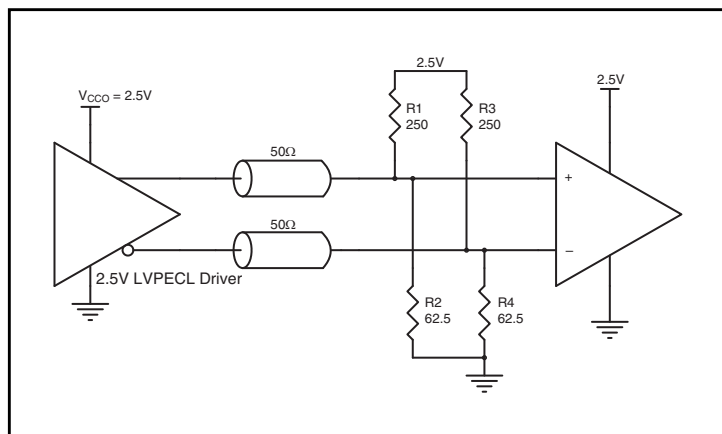 2.5V
2.5V
V_CCO = 2.5V
R1
250
R3
250
50Ω
+
50Ω
−
2.5V LVPECL Driver
R2
62.5
R4
62.5